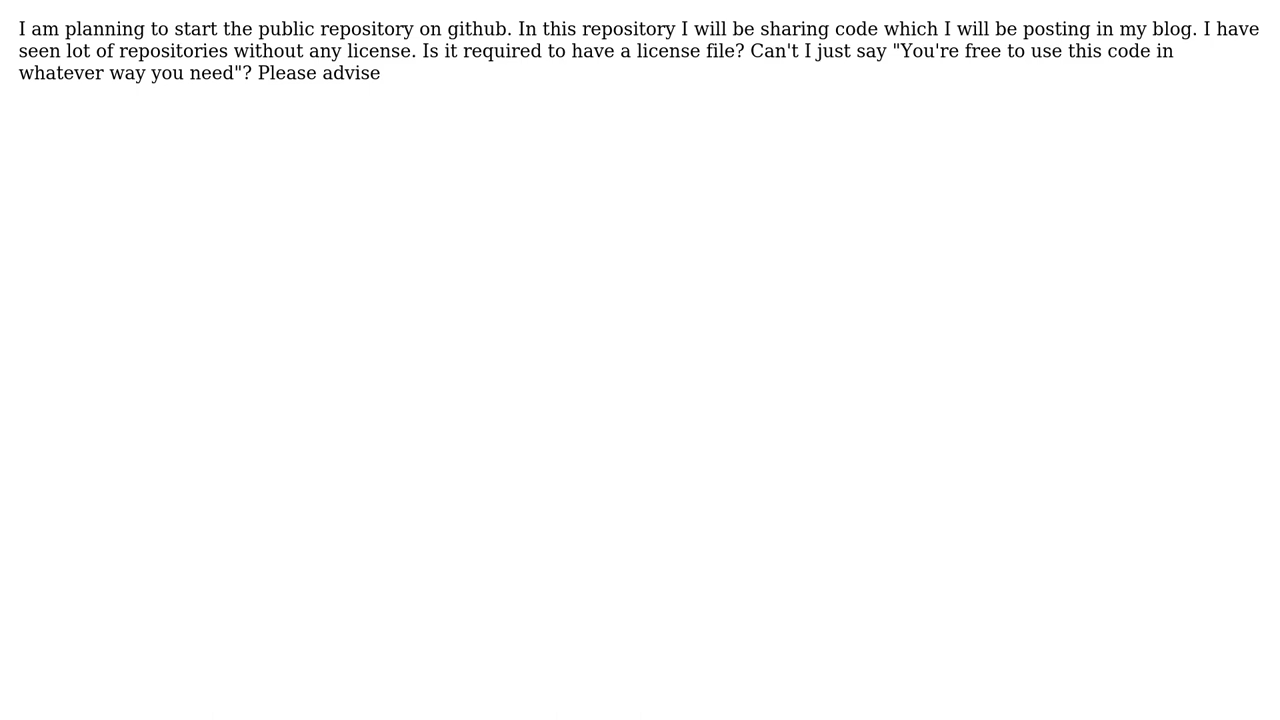 I am planning to start the public repository on github. In this repository I will be sharing code which I will be posting in my blog. I have
seen lot of repositories without any license. Is it required to have a license file? Can't I just say "You're free to use this code in
whatever way you need"? Please advise